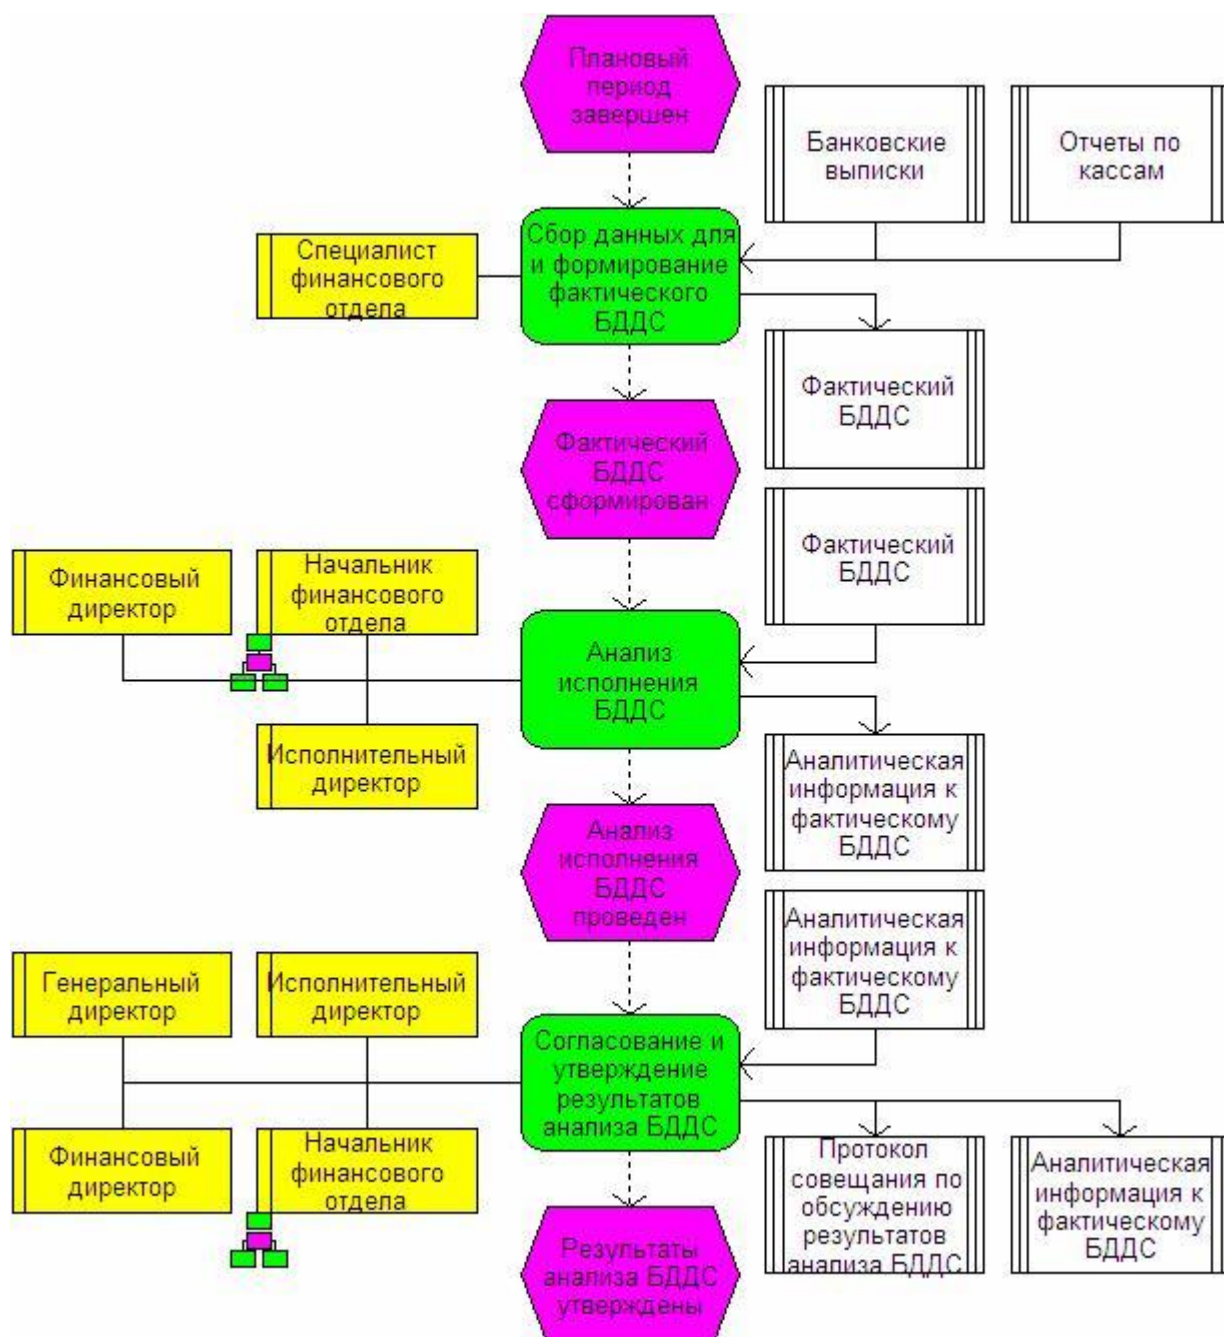 Плановый
период
завершен
Банковские
выписки
Отчеты по
кассам
Специалист
финансового
отдела
Сбор данных для
и формирование
фактического
БДДС
Фактический
БДДС
Фактический
БДДС
сформирован
Фактический
БДДС
Финансовый
директор
Начальник
финансового
отдела
Анализ
исполнения
БДДС
Исполнительный
директор
Аналитическая
информация к
фактическому
БДДС
Анализ
исполнения
БДДС
проведен
Аналитическая
информация к
фактическому
БДДС
Генеральный
директор
Исполнительный
директор
Согласование и
утверждение
результатов
анализа БДДС
Финансовый
директор
Начальник
финансового
отдела
Протокол
совещания по
обсуждению
результатов
анализа БДДС
Аналитическая
информация к
фактическому
БДДС
Результаты
анализа БДДС
утверждены